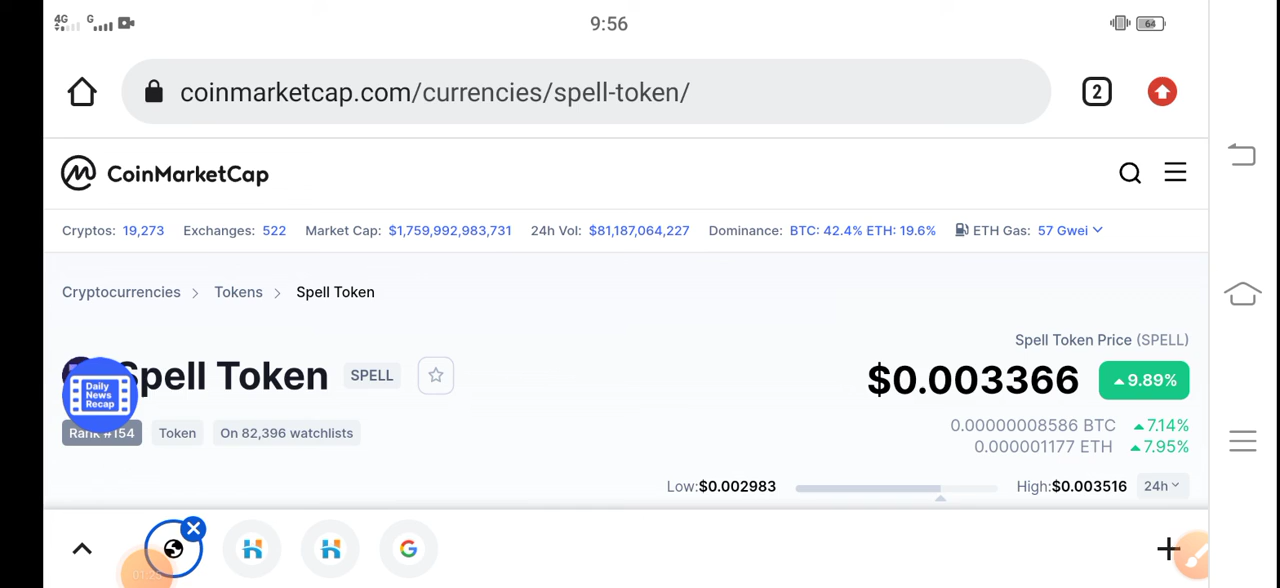 4G G 9:56 64
coinmarketcap.com/currencies/spell-token/ 2
CoinMarketCap
Cryptos: 19,273 Exchanges: 522 Market Cap: $1,759,992,983,731 24h Vol: $81,187,064,227 Dominance: BTC: 42.4% ETH: 19.6% ETH Gas: 57 Gwei
Cryptocurrencies > Tokens > Spell Token
Spell Token Price (SPELL)
Spell Token SPELL $0.003366 9.89%
Daily
News
Recap
0.00000008586 BTC 7.14%
Rank #154 Token On 82,396 watchlists
0.000001177 ETH 7.95%
Low:$0.002983 High:$0.003516 24h